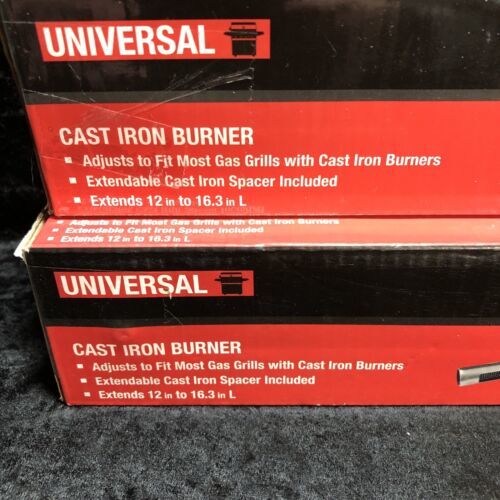 UNIVERSAL
CAST IRON BURNER
▪ Adjusts to Fit Most Gas Grills with Cast Iron Burners
▪ Extendable Cast Iron Spacer Included
▪ Extends 12 in to 16.3 in L
Adjusts to Fit Most Gas Grills with Cast Iron Burners
Extendable Cast Iron Spacer Included
▪ Extends 12 in to 16.3 in L
UNIVERSAL
CAST IRON BURNER
▪ Adjusts to Fit Most Gas Grills with Cast Iron Burners
▪ Extendable Cast Iron Spacer Included
▪ Extends 12 in to 16.3 in L